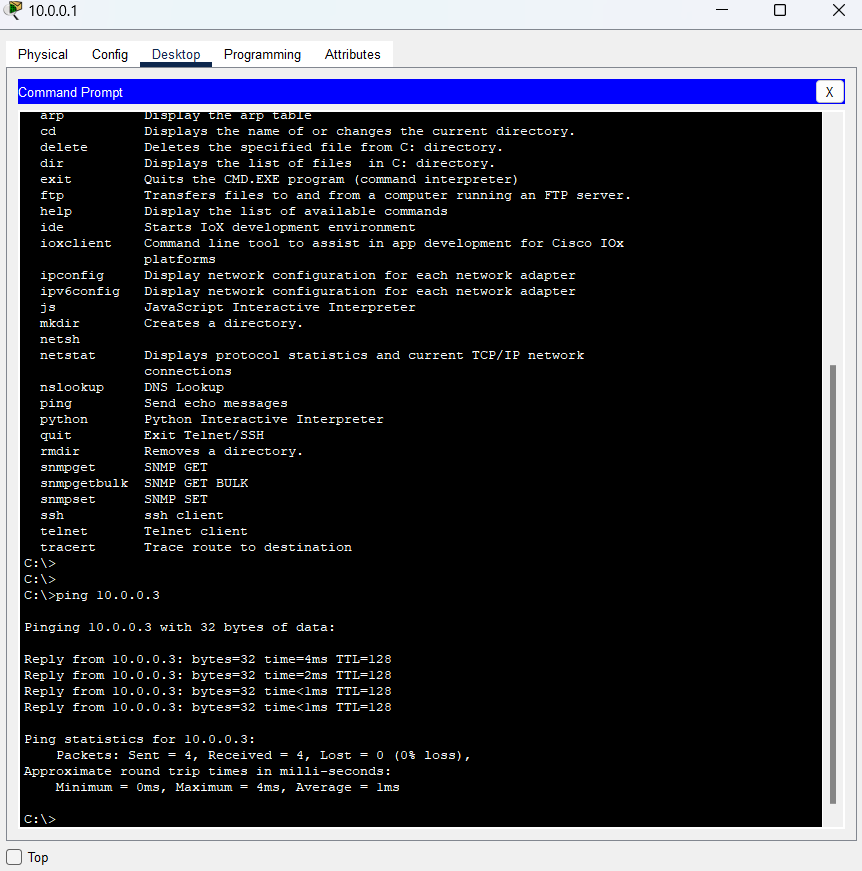 10.0.0.1
Physical Config Desktop Programming Attributes
Command Prompt X
arp Display the arp table
cd Displays the name of or changes the current directory.
delete Deletes the specified file from C: directory.
dir Displays the list of files  in C: directory.
exit Quits the CMD.EXE program (command interpreter)
ftp Transfers files to and from a computer running an FTP server.
help Display the list of available commands
ide Starts IoX development environment
ioxclient Command line tool to assist in app development for Cisco IOx
platforms
ipconfig Display network configuration for each network adapter
ipv6config Display network configuration for each network adapter
js JavaScript Interactive Interpreter
mkdir Creates a directory.
netsh
netstat Displays protocol statistics and current TCP/IP network
connections
nslookup DNS Lookup
ping Send echo messages
python Python Interactive Interpreter
quit Exit Telnet/SSH
rmdir Removes a directory.
snmpget SNMP GET
snmpgetbulk SNMP GET BULK
snmpset SNMP SET
ssh ssh client
telnet Telnet client
tracert Trace route to destination
C:\>
C:\>
C:\>ping 10.0.0.3
Pinging 10.0.0.3 with 32 bytes of data:
Reply from 10.0.0.3: bytes=32 time=4ms TTL=128
Reply from 10.0.0.3: bytes=32 time=2ms TTL=128
Reply from 10.0.0.3: bytes=32 time<1ms TTL=128
Reply from 10.0.0.3: bytes=32 time<1ms TTL=128
Ping statistics for 10.0.0.3:
Packets: Sent = 4, Received = 4, Lost = 0 (0% loss),
Approximate round trip times in milli-seconds:
Minimum = 0ms, Maximum = 4ms, Average = 1ms
C:\>
Top